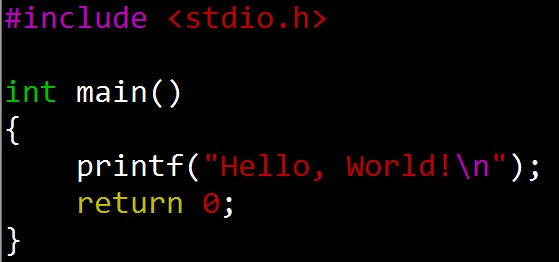 #include <stdio.h>

int main()
{
    printf("Hello, World!\n");
    return 0;
}